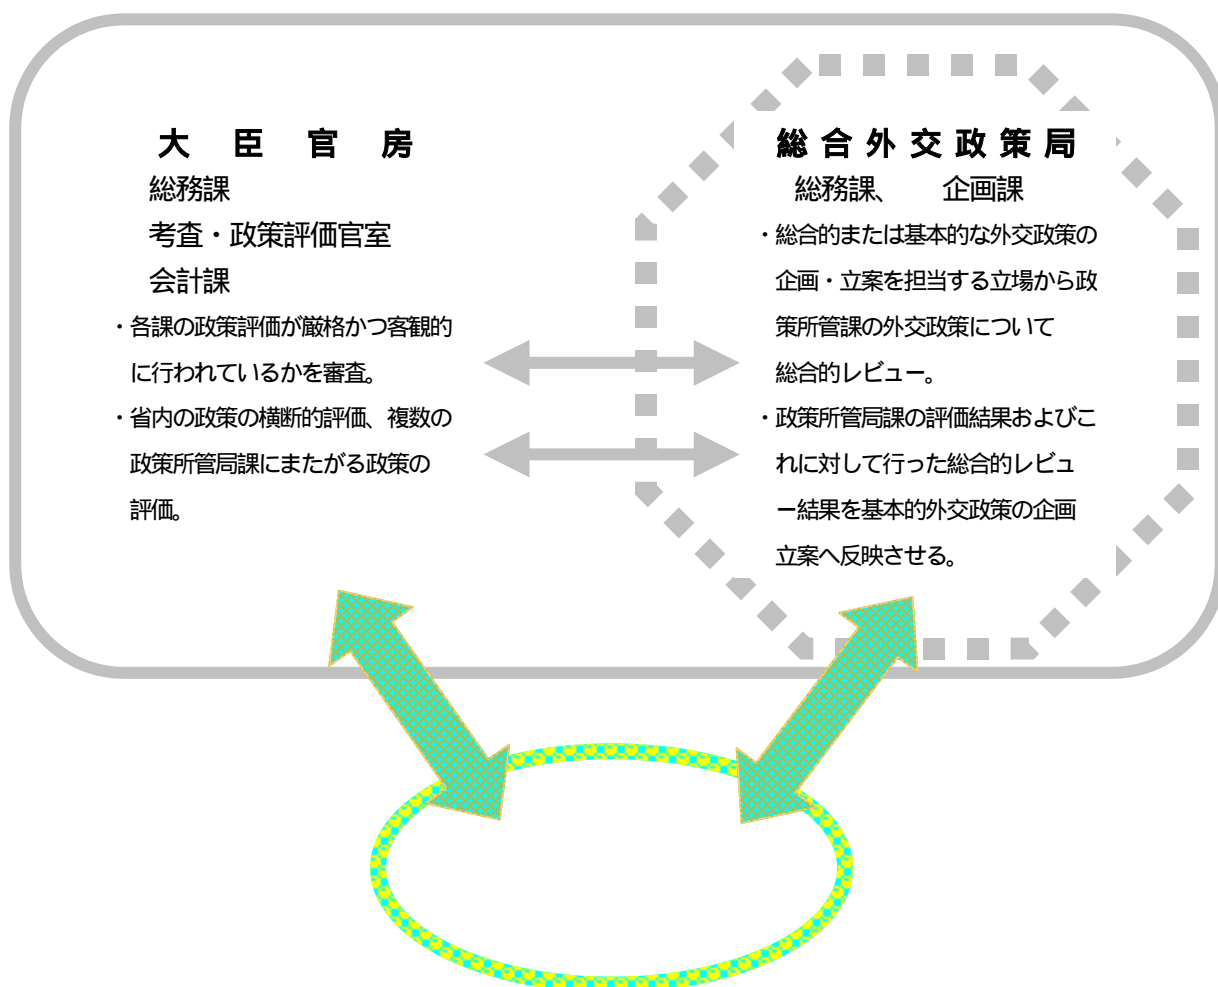 大臣官房
総務課
考査・政策評価官室
会計課
・各課の政策評価が厳格かつ客観的
に行われているかを審査。
・省内の政策の横断的評価、複数の
政策所管局課にまたがる政策の
評価。
総合外交政策局
総務課、 企画課
・総合的または基本的な外交政策の
企画・立案を担当する立場から政
策所管課の外交政策について
総合的レビュー。
・政策所管局課の評価結果およびこ
れに対して行った総合的レビュ
ー結果を基本的外交政策の企画
立案へ反映させる。